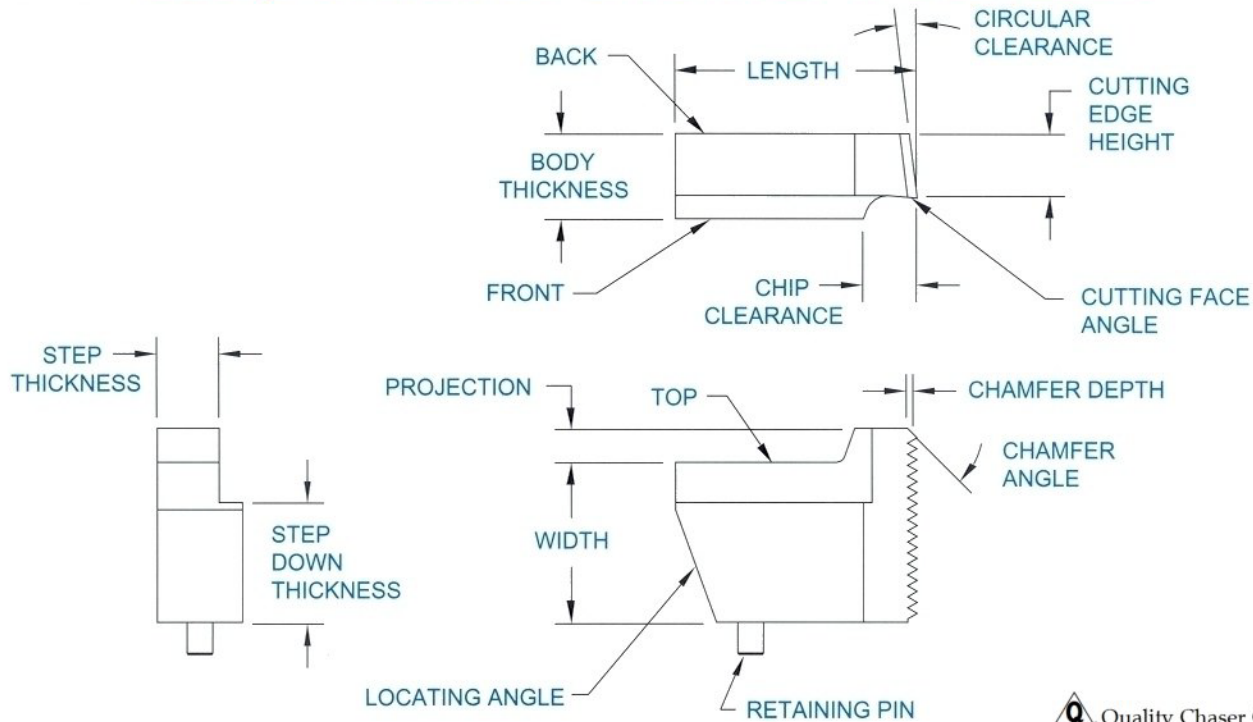 CIRCULAR
CLEARANCE
BACK
LENGTH
CUTTING
EDGE
HEIGHT
BODY
THICKNESS
FRONT
CHIP
CLEARANCE
CUTTING FACE
ANGLE
STEP
THICKNESS
PROJECTION
TOP
CHAMFER DEPTH
CHAMFER
ANGLE
STEP
DOWN
THICKNESS
WIDTH
LOCATING ANGLE
RETAINING PIN
Q Quality Chaser